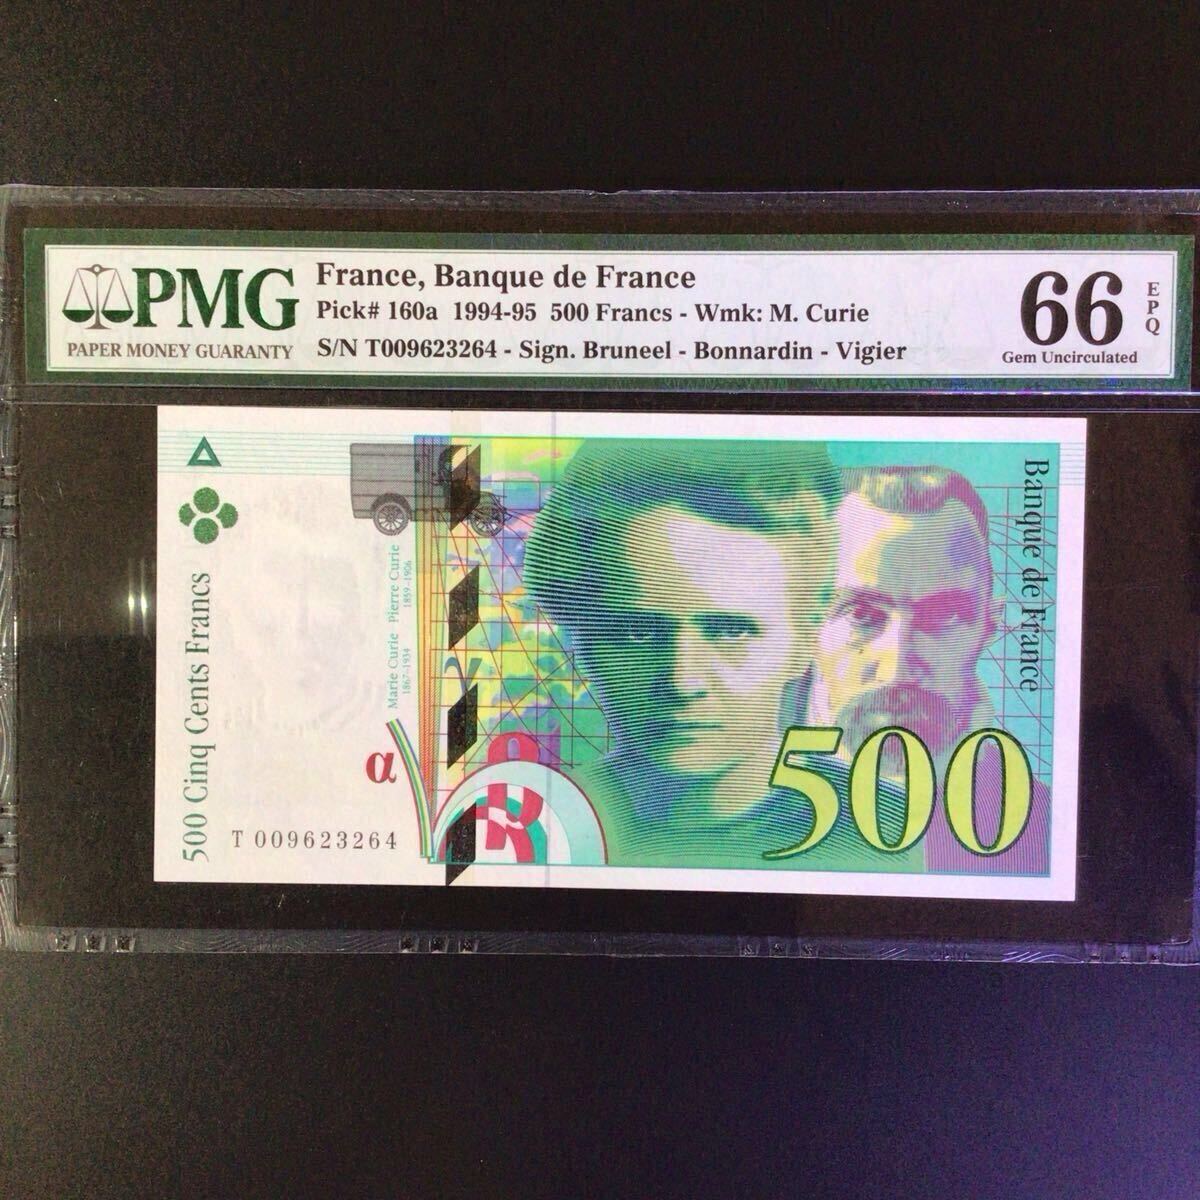 PMG
PAPER MONEY GUARANTY
France, Banque de France
Pick# 160a 1994-95 500 Francs - Wmk: M. Curie
S/N T009623264 - Sign. Bruneel - Bonnardin - Vigier
66
EPQ
Gem Uncirculated
500 Cinq Cents Francs
Marie Curie Pierre Curie
1867-1934 1859-1906
Banque de France
α
γ
T 009623264
500